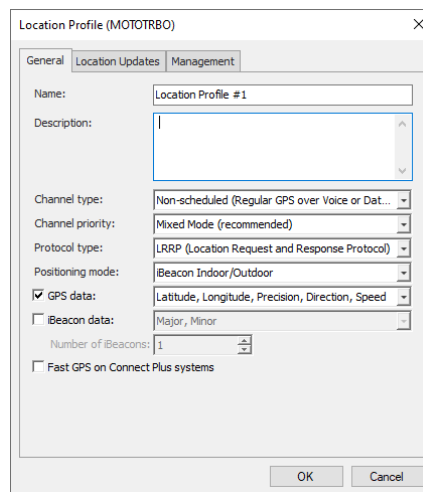 Location Profile (MOTOTRBO)
General Location Updates Management
Name: Location Profile #1
Description:
Channel type: Non-scheduled (Regular GPS over Voice or Dat...
Channel priority: Mixed Mode (recommended)
Protocol type: LRRP (Location Request and Response Protocol)
Positioning mode: iBeacon Indoor/Outdoor
GPS data: Latitude, Longitude, Precision, Direction, Speed
iBeacon data: Major, Minor
Number of iBeacons: 1
Fast GPS on Connect Plus systems
OK Cancel